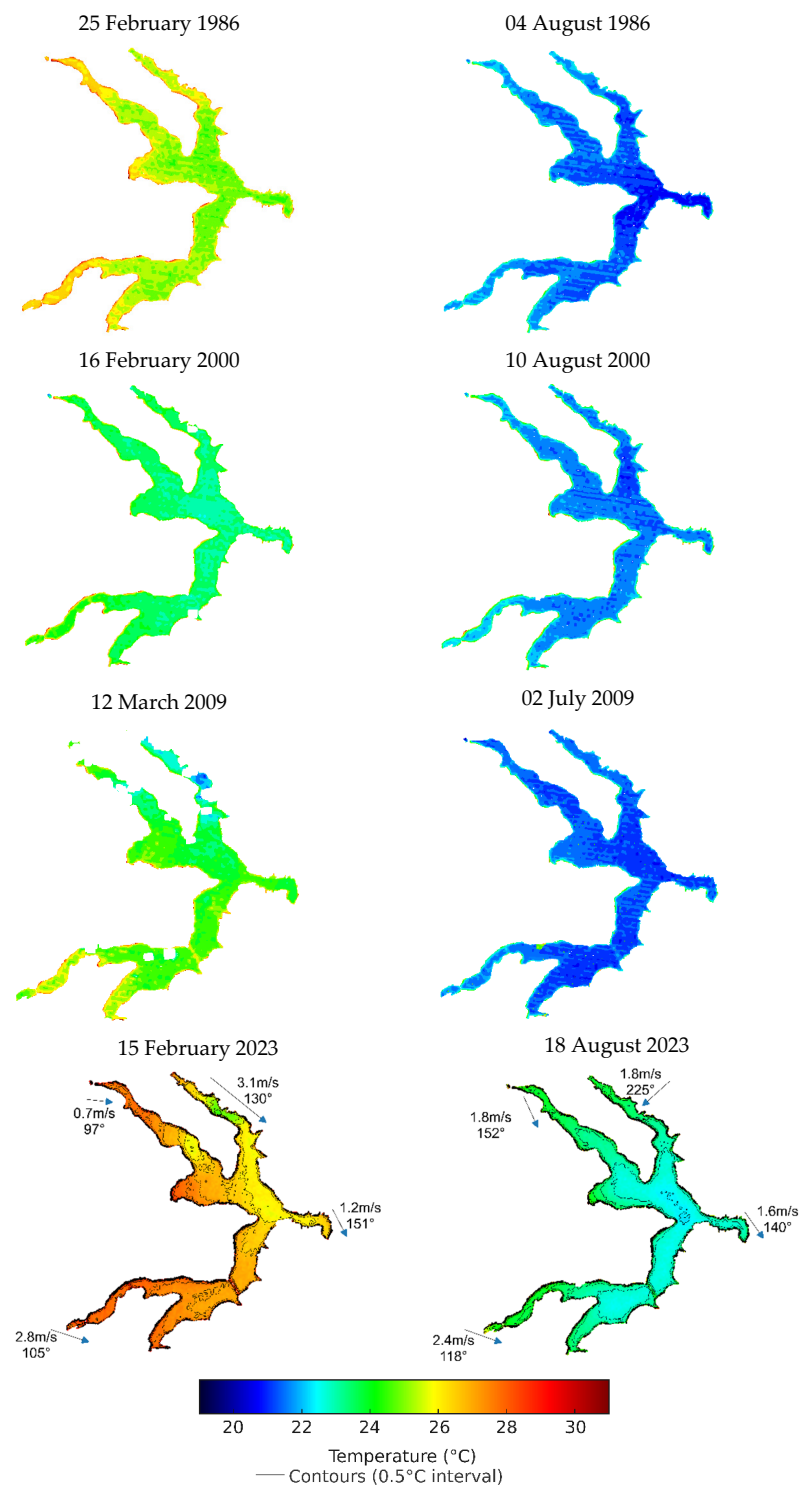 25 February 1986
04 August 1986
16 February 2000
10 August 2000
12 March 2009
02 July 2009
15 February 2023
18 August 2023
3.1m/s
130°
0.7m/s
97°
1.2m/s
151°
2.8m/s
105°
1.8m/s
225°
1.8m/s
152°
1.6m/s
140°
2.4m/s
118°
20 22 24 26 28 30
Temperature (°C)
Contours (0.5°C interval)